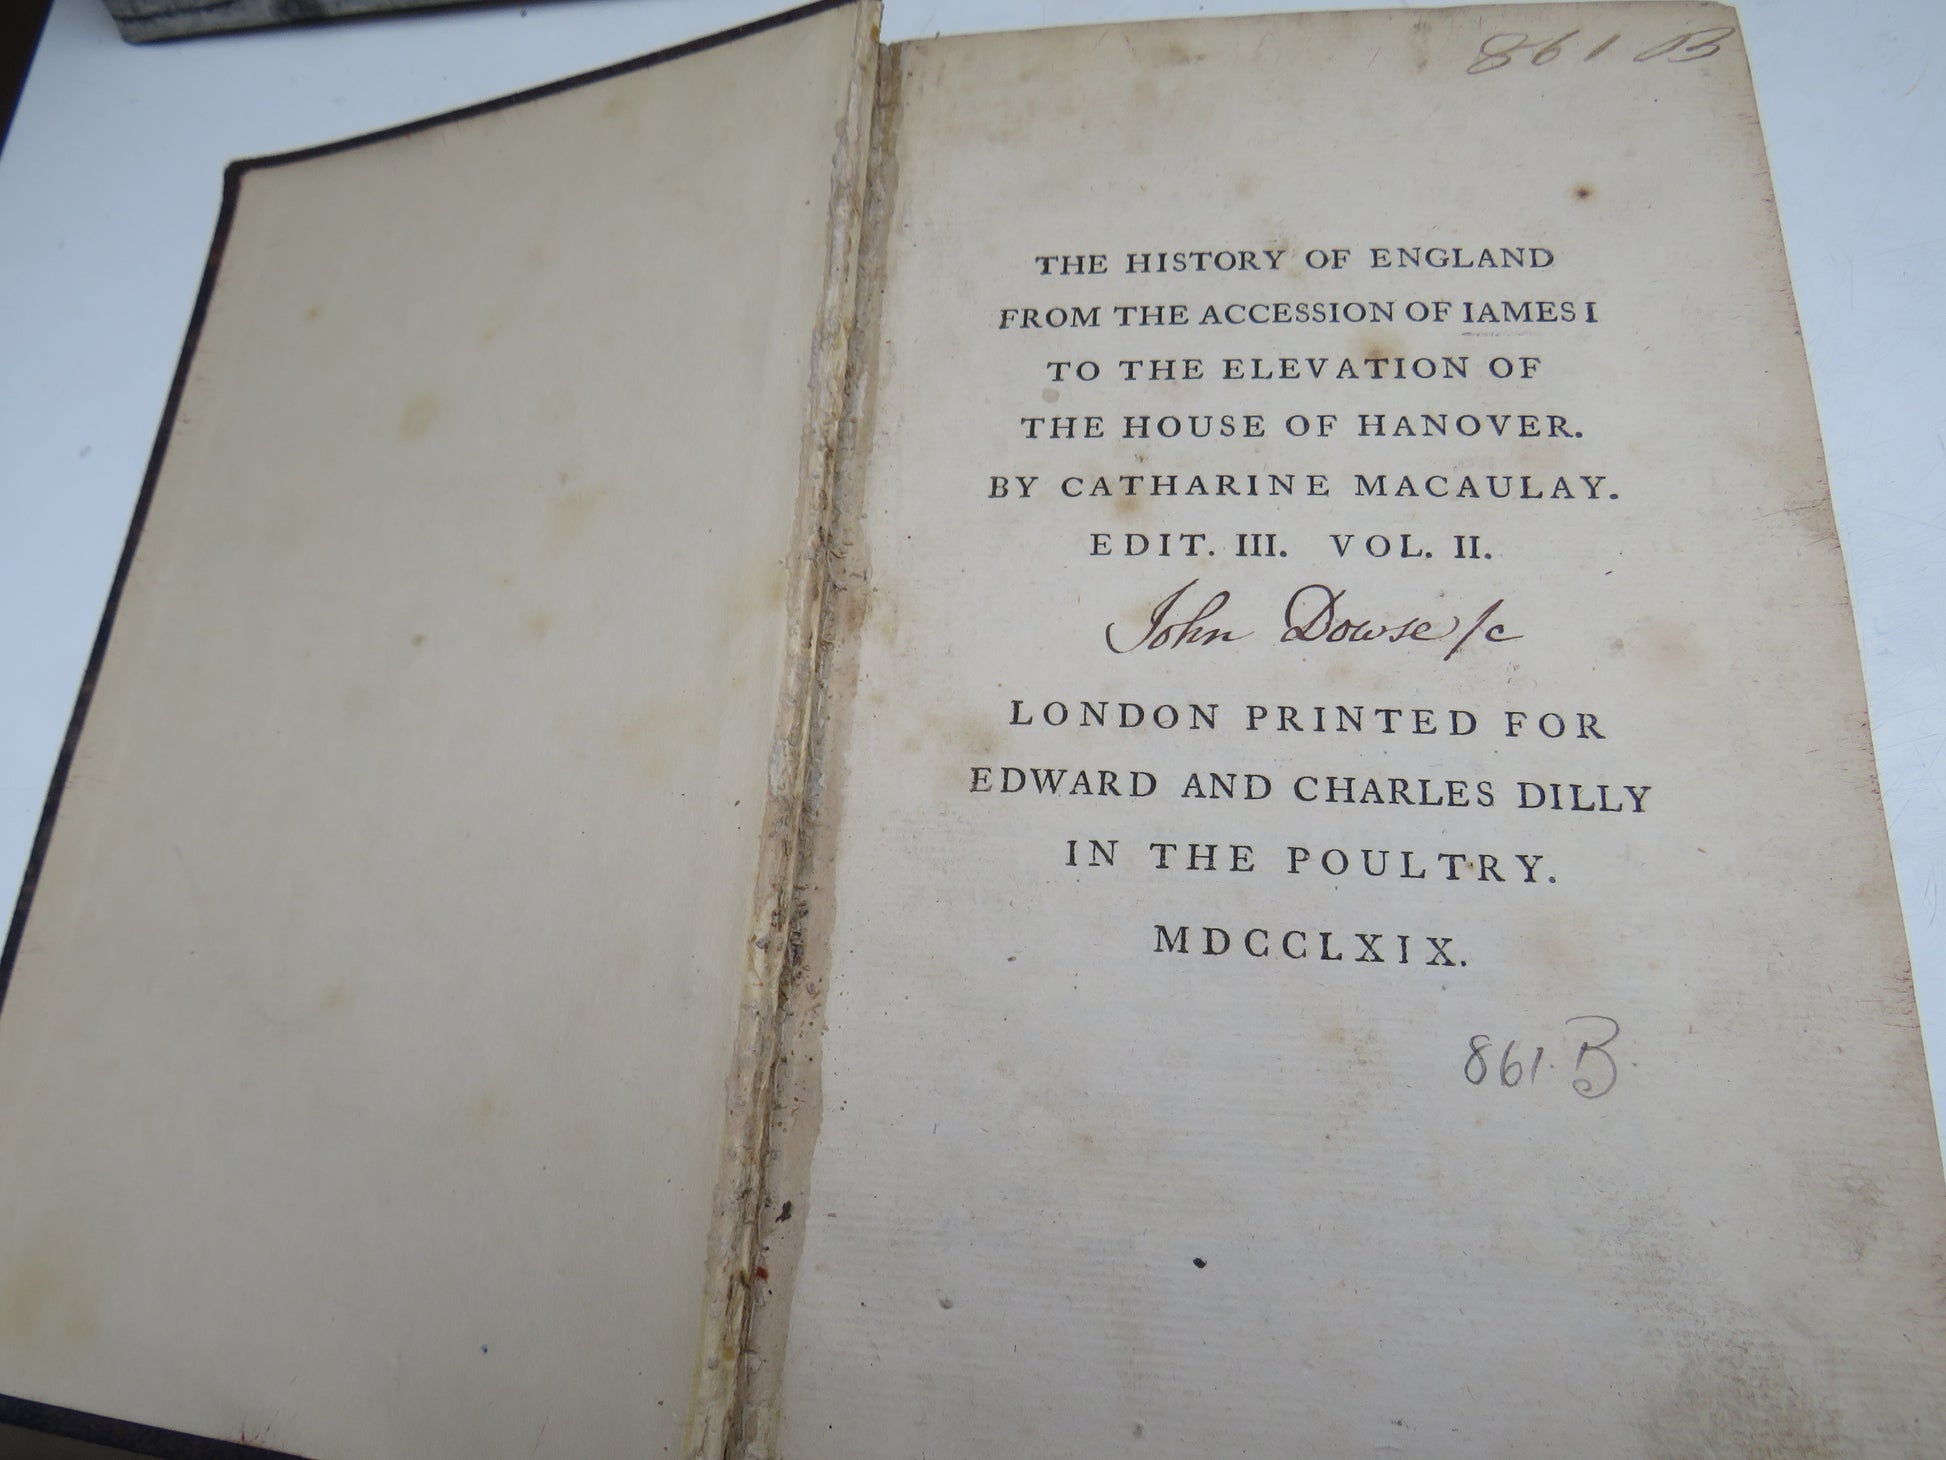 861 B
THE HISTORY OF ENGLAND
FROM THE ACCESSION OF IAMES I
TO THE ELEVATION OF
THE HOUSE OF HANOVER.
BY CATHARINE MACAULAY.
EDIT. III. VOL. II.
John Dowse /c
LONDON PRINTED FOR
EDWARD AND CHARLES DILLY
IN THE POULTRY.
MDCCLXIX.
861. B.